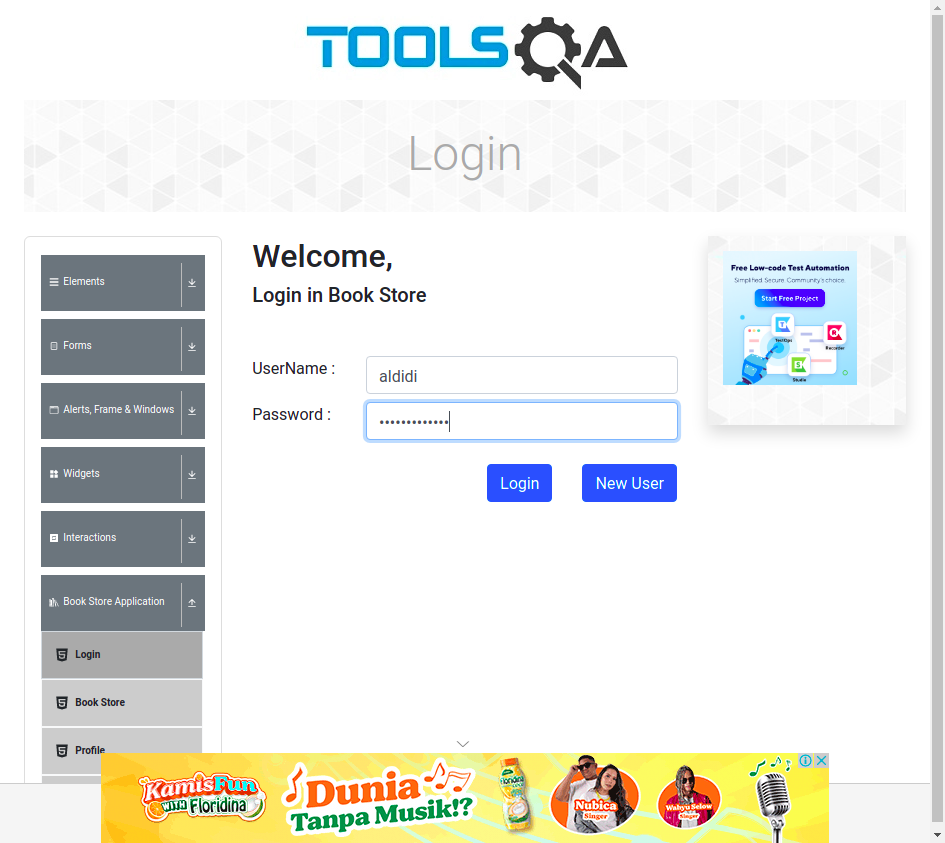 TOOLSQA
Login
Elements
Forms
Alerts, Frame & Windows
Widgets
Interactions
Book Store Application
Login
Book Store
Profile
Welcome,
Login in Book Store
UserName :
aldidi
Password :
•••••••••••••
Login
New User
Free Low-code Test Automation
Simplified. Secure. Community's choice.
Start Free Project
TestOps
Recorder
Studio
KamisFun
with
Floridina
Dunia
Tanpa Musik!?
Floridina
Nubica
Singer
Wahyu Selow
Singer